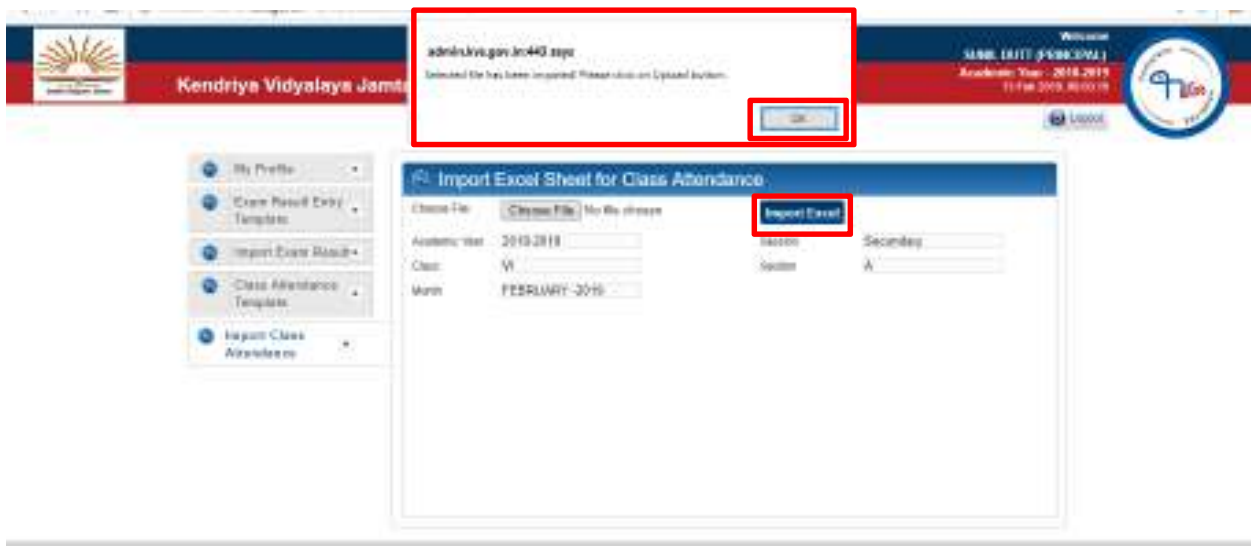 admin.kvs.gov.in:443 says
Selected file has been imported! Please click on Upload button.
OK
Welcome
SUNIL DUTT (PRINCIPAL)
Academic Year - 2018-2019
Kendriya Vidyalaya Jamta
Logout
My Profile
Exam Result Entry
Template
Import Exam Result
Class Attendance
Template
Import Class
Attendance
Import Excel Sheet for Class Attendance
Choose File Choose File No file chosen Import Excel
Academic Year 2018-2019 Session Secondary
Class VI Section A
Month FEBRUARY -2019